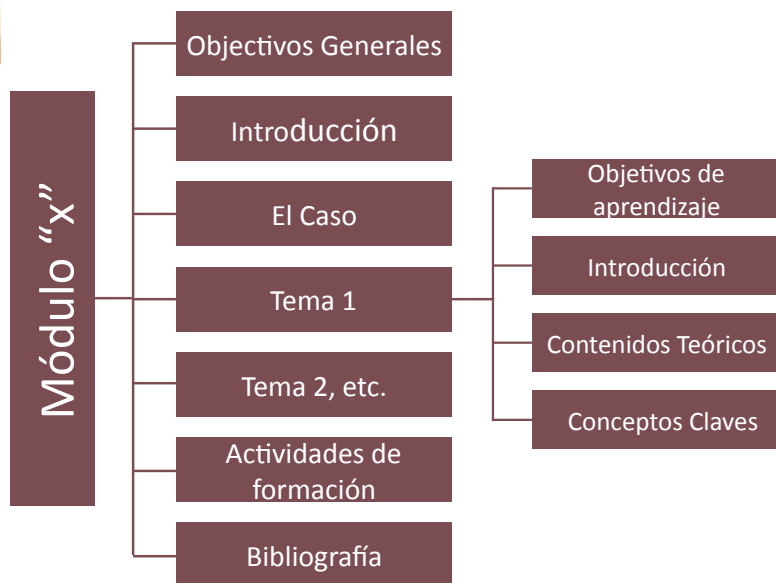 Módulo “x”
Objectivos Generales
Introducción
El Caso
Tema 1
Tema 2, etc.
Actividades de
formación
Bibliografía
Objetivos de
aprendizaje
Introducción
Contenidos Teóricos
Conceptos Claves